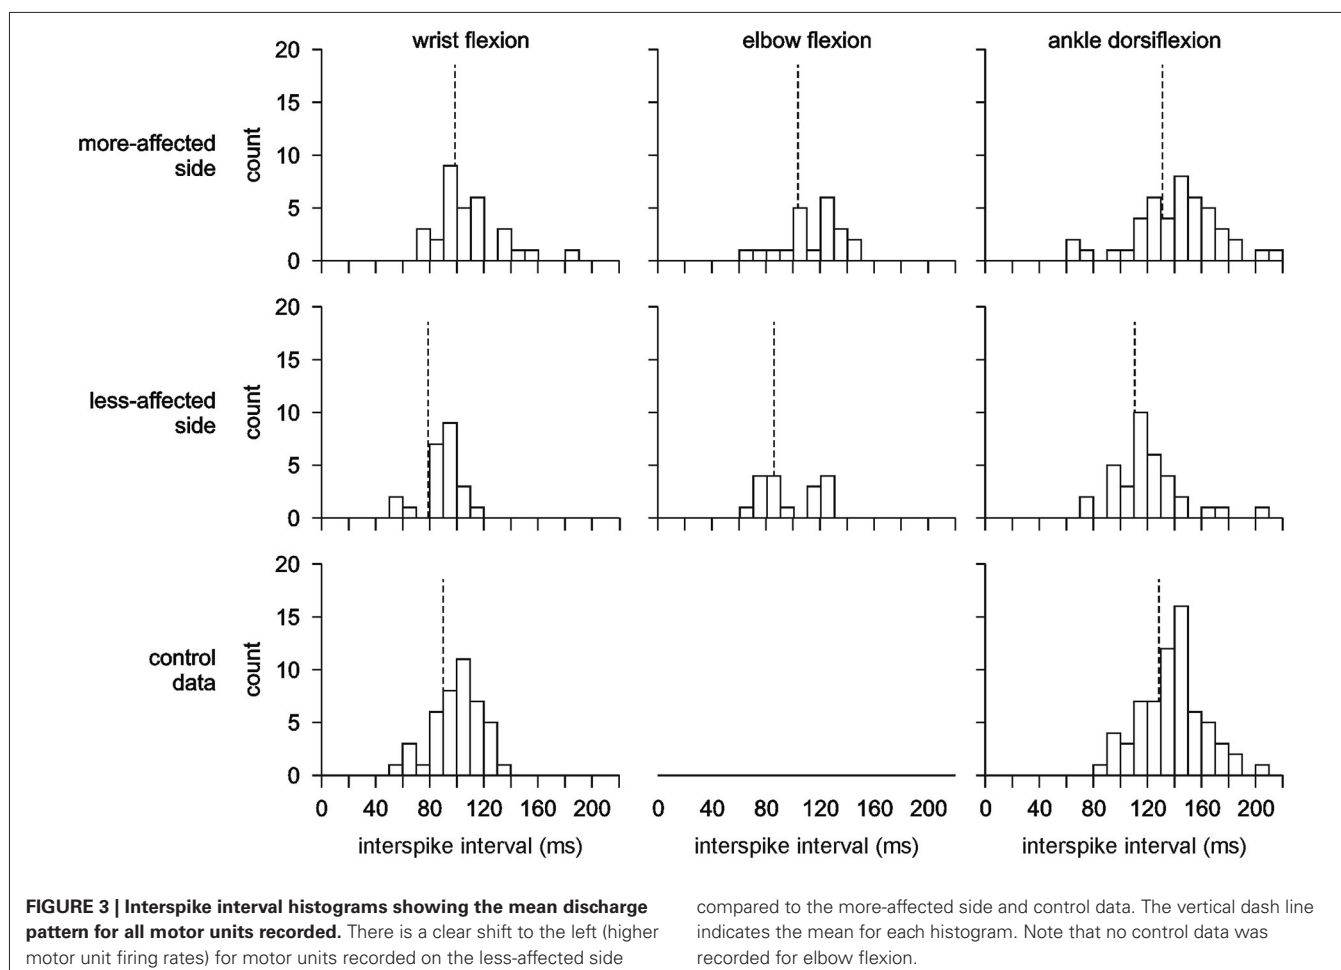 wrist flexion
elbow flexion
ankle dorsiflexion
more-affected
side
count
20
15
10
5
0
less-affected
side
count
20
15
10
5
0
control
data
count
20
15
10
5
0
0 40 80 120 160 200
0 40 80 120 160 200
0 40 80 120 160 200
interspike interval (ms)
interspike interval (ms)
interspike interval (ms)
FIGURE 3 | Interspike interval histograms showing the mean discharge
pattern for all motor units recorded. There is a clear shift to the left (higher
motor unit firing rates) for motor units recorded on the less-affected side
compared to the more-affected side and control data. The vertical dash line
indicates the mean for each histogram. Note that no control data was
recorded for elbow flexion.